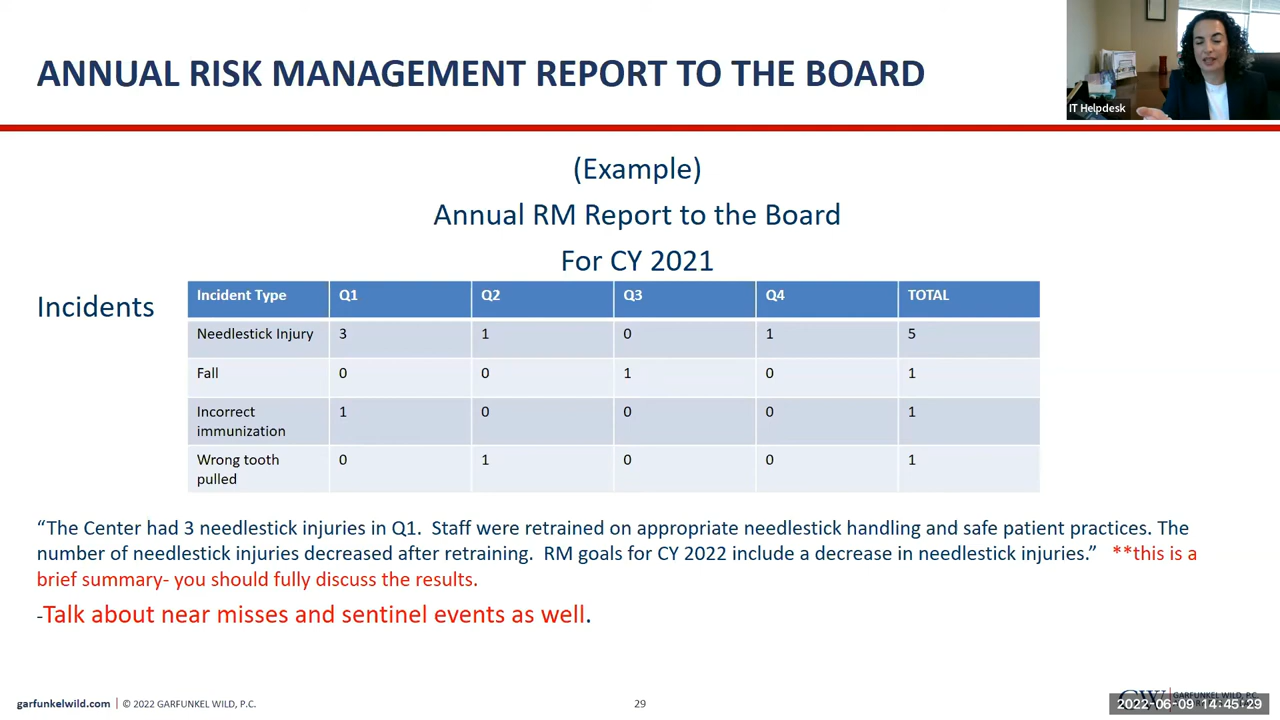 ANNUAL RISK MANAGEMENT REPORT TO THE BOARD
IT Helpdesk
(Example)
Annual RM Report to the Board
For CY 2021
Incidents
Incident Type Q1 Q2 Q3 Q4 TOTAL
Needlestick Injury 3 1 0 1 5
Fall 0 0 1 0 1
Incorrect
immunization 1 0 0 0 1
Wrong tooth
pulled 0 1 0 0 1
“The Center had 3 needlestick injuries in Q1. Staff were retrained on appropriate needlestick handling and safe patient practices. The
number of needlestick injuries decreased after retraining. RM goals for CY 2022 include a decrease in needlestick injuries.” **this is a
brief summary- you should fully discuss the results.
-Talk about near misses and sentinel events as well.
garfunkelwild.com | © 2022 GARFUNKEL WILD, P.C.
29
GARFUNKEL WILD, P.C.
2022-06-09 14:45:29